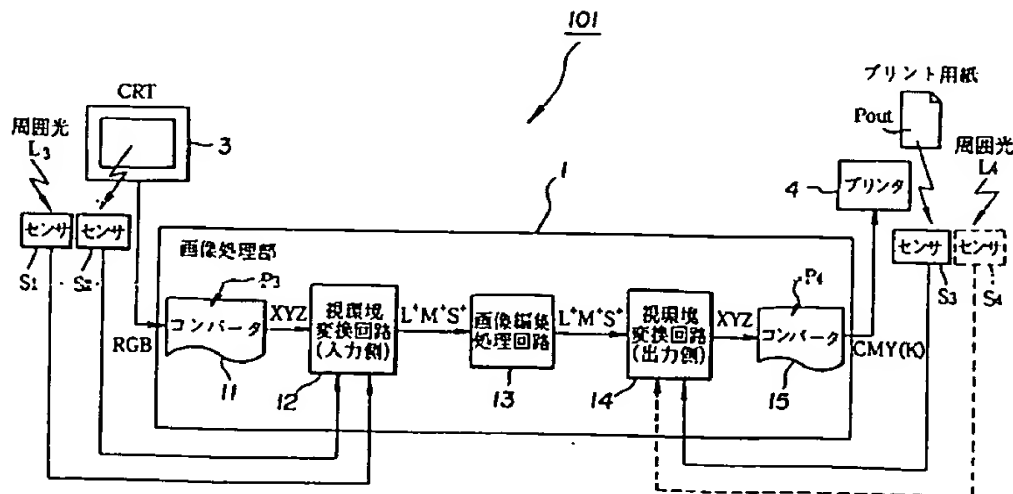 101
CRT
3
周囲光
L3
センサ
S1
センサ
S2
プリント用紙
Pout
周囲光
L4
4
プリンタ
センサ
S3
センサ
S4
1
画像処理部
RGB
P3
コンバータ
11
XYZ
視環境
変換回路
(入力側)
12
L+M+S+
画像編集
処理回路
13
L+M+S+
視環境
変換回路
(出力側)
14
XYZ
P4
コンバータ
15
CMY(K)